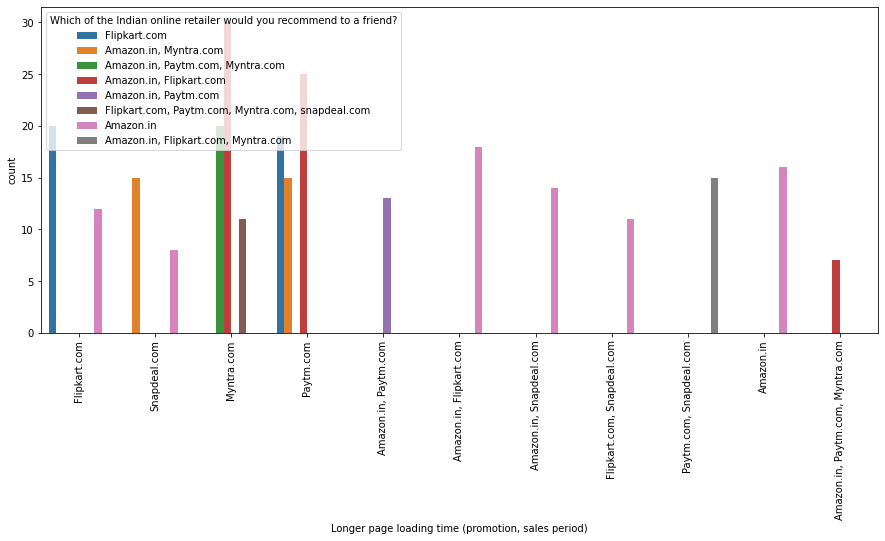 Which of the Indian online retailer would you recommend to a friend?
Flipkart.com
Amazon.in, Myntra.com
Amazon.in, Paytm.com, Myntra.com
Amazon.in, Flipkart.com
Amazon.in, Paytm.com
Flipkart.com, Paytm.com, Myntra.com, snapdeal.com
Amazon.in
Amazon.in, Flipkart.com, Myntra.com
30
25
20
15
10
5
0
count
Flipkart.com
Snapdeal.com
Myntra.com
Paytm.com
Amazon.in, Paytm.com
Amazon.in, Flipkart.com
Amazon.in, Snapdeal.com
Flipkart.com, Snapdeal.com
Paytm.com, Snapdeal.com
Amazon.in
Amazon.in, Paytm.com, Myntra.com
Longer page loading time (promotion, sales period)